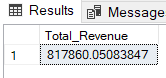 Results Message
Total_Revenue
1 817860.05083847